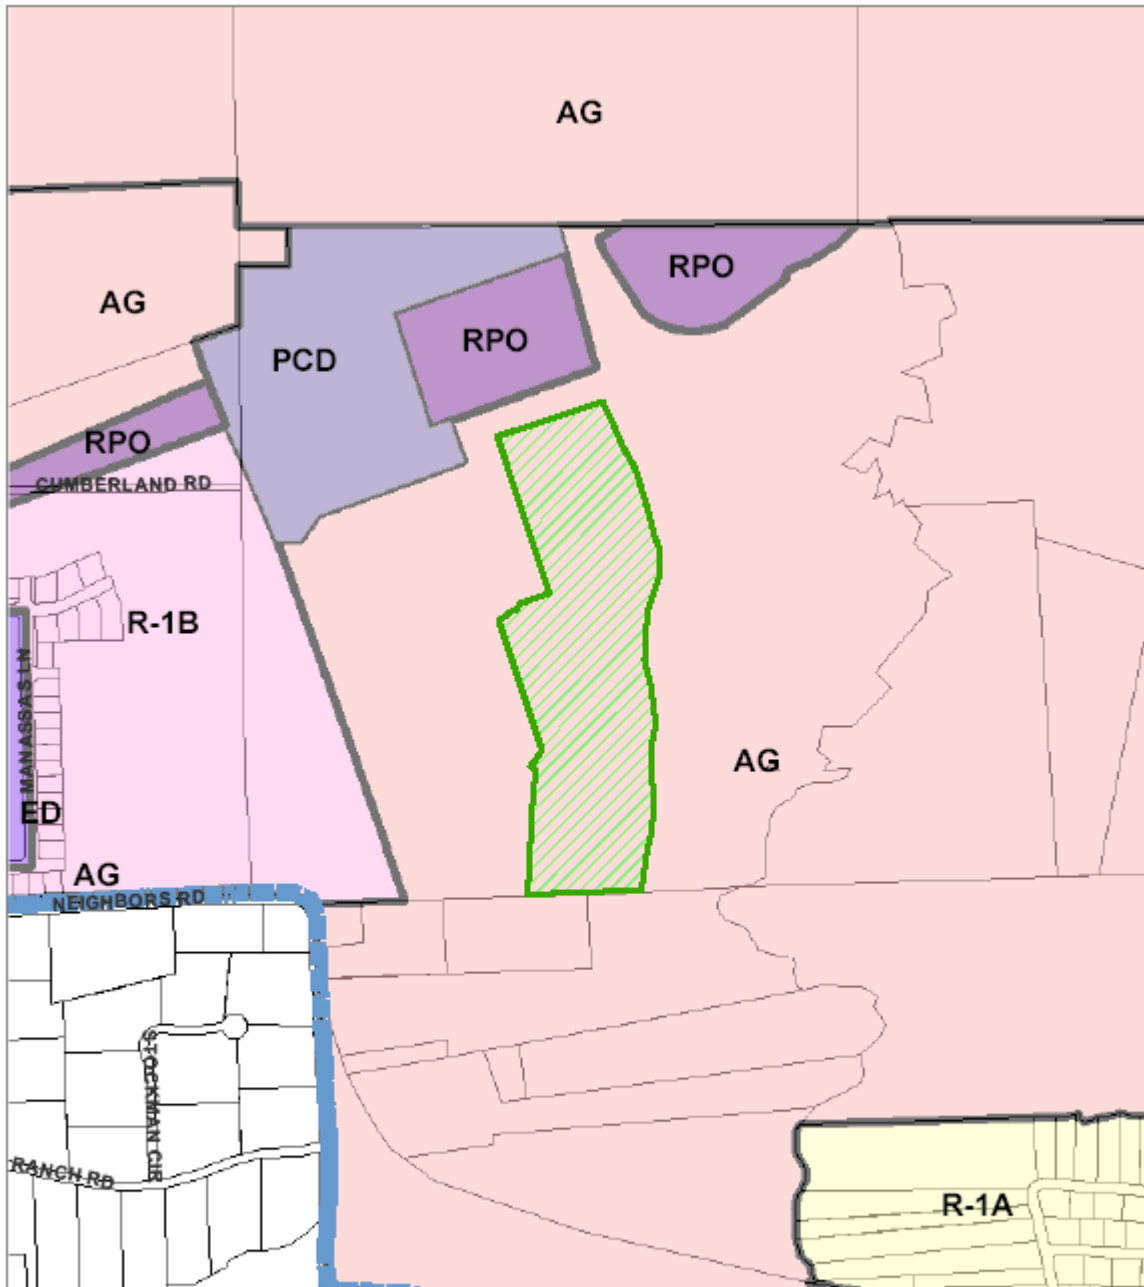 AG
RPO
AG
RPO
PCD
RPO
CUMBERLAND RD
R-1B
MANASSAS LN
AG
ED
AG
NEIGHBORS RD
STOCKMAN CIR
RANCH RD
R-1A